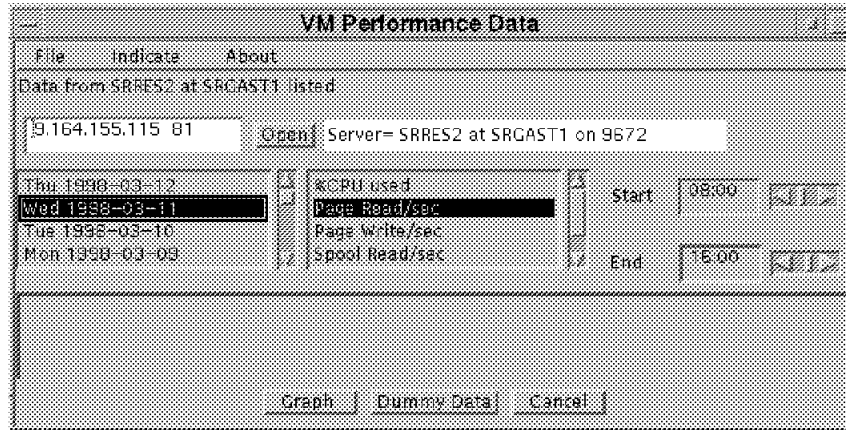 VM Performance Data
File Indicate About
Data from SRRES2 at SRGAST1 listed
9.164.155.115 81 Open Server= SRRES2 at SRGAST1 on 9672
Thu 1998-03-12
Wed 1998-03-11
Tue 1998-03-10
Mon 1998-03-09
%CPU used
Page Read/sec
Page Write/sec
Spool Read/sec
Start 08:00
End 16:00
Graph Dummy Data Cancel